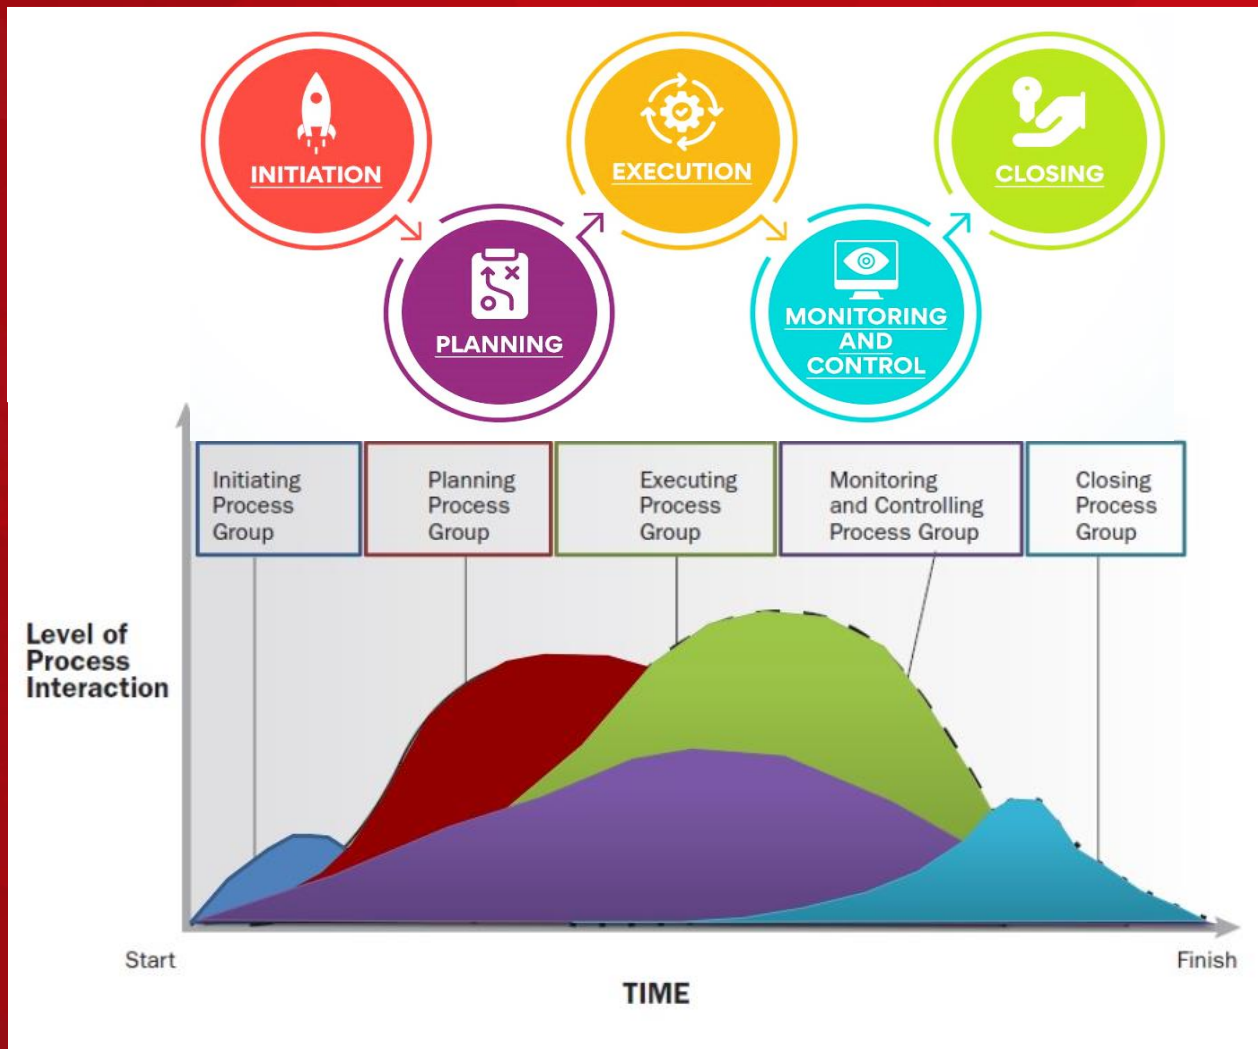 INITIATION
EXECUTION
CLOSING
PLANNING
MONITORING
AND
CONTROL
Initiating
Process
Group
Planning
Process
Group
Executing
Process
Group
Monitoring
and Controlling
Process Group
Closing
Process
Group
Level of
Process
Interaction
Start
Finish
TIME